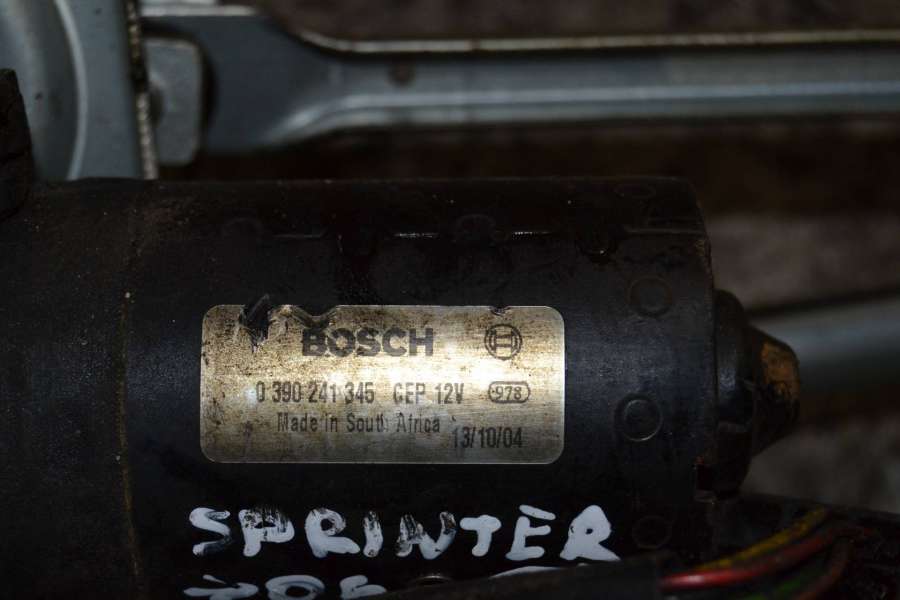 BOSCH
0 390 241 345 CEP 12V 978
Made in South Africa
13/10/04
SPRINTER